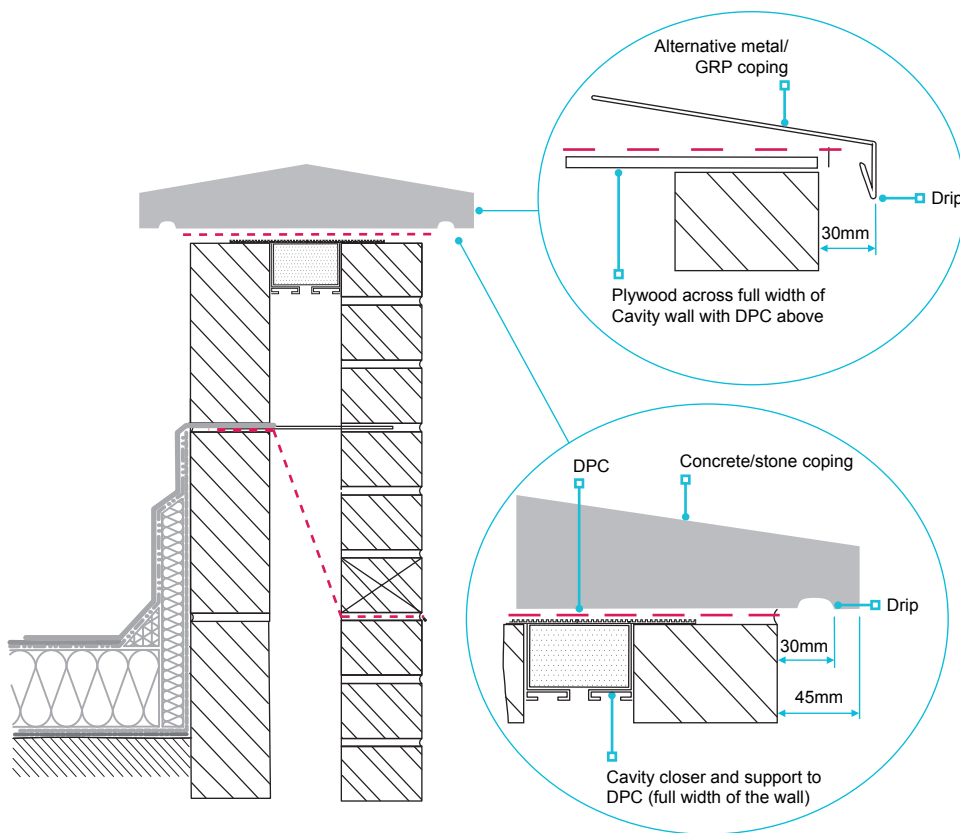 Alternative metal/
GRP coping
Drip
30mm
Plywood across full width of
Cavity wall with DPC above
DPC
Concrete/stone coping
Drip
30mm
45mm
Cavity closer and support to
DPC (full width of the wall)